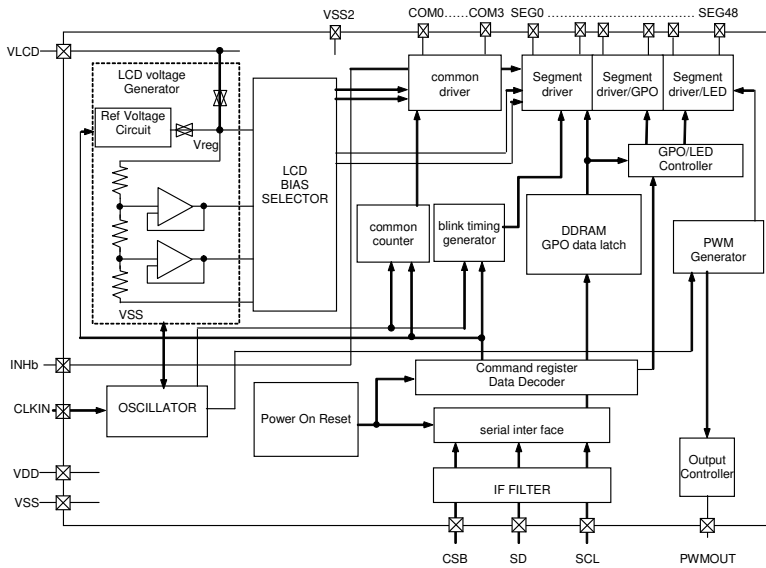 VSS2
COM0......COM3
SEG0 .......................... SEG48
VLCD
LCD voltage
Generator
Ref Voltage
Circuit
Vreg
VSS
LCD
BIAS
SELECTOR
common
driver
Segment
driver
Segment
driver/GPO
Segment
driver/LED
GPO/LED
Controller
common
counter
blink timing
generator
DDRAM
GPO data latch
PWM
Generator
INHb
Command register
Data Decoder
CLKIN
OSCILLATOR
Power On Reset
serial inter face
VDD
VSS
IF FILTER
Output
Controller
CSB
SD
SCL
PWMOUT